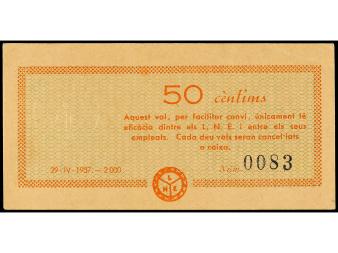 50 cèntims
Aquest val, per facilitar canvi, únicament té
eficàcia dintre els L. N. E. i entre els seus
empleats. Cada deu vals seran cancel·lats
a caixa.
29-IV-1937.—2 000
Núm. 0083
L
N E